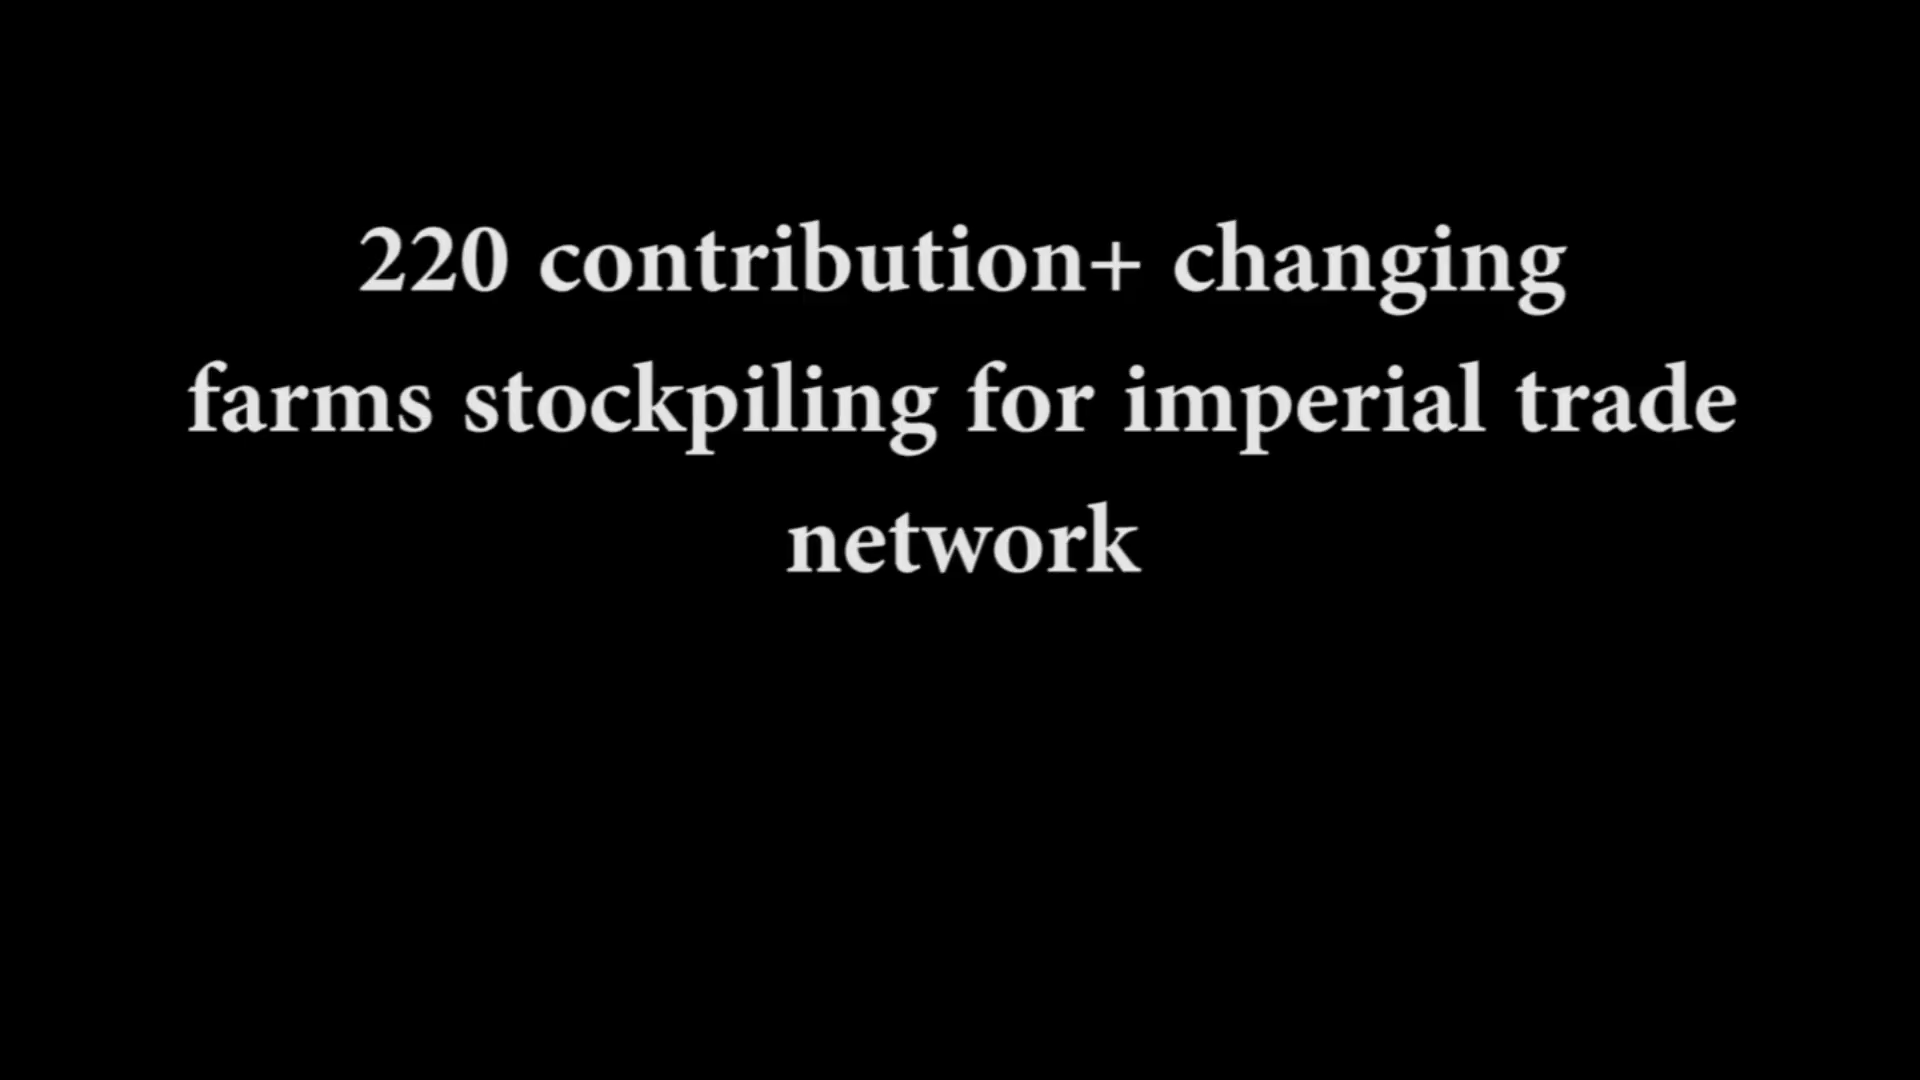 220 contribution+ changing
farms stockpiling for imperial trade
network